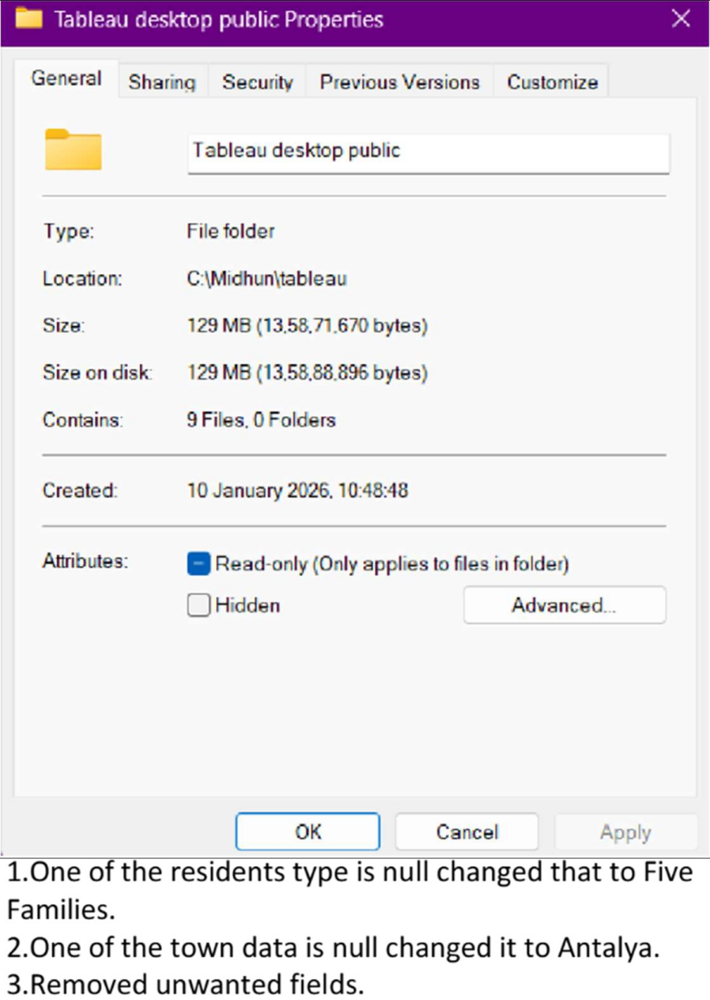 Tableau desktop public Properties
General Sharing Security Previous Versions Customize
Tableau desktop public
Type: File folder
Location: C:\Midhun\tableau
Size: 129 MB (13,58,71,670 bytes)
Size on disk: 129 MB (13,58,88,896 bytes)
Contains: 9 Files, 0 Folders
Created: 10 January 2026, 10:48:48
Attributes: Read-only (Only applies to files in folder)
Hidden Advanced...
OK Cancel Apply
1.One of the residents type is null changed that to Five
Families.
2.One of the town data is null changed it to Antalya.
3.Removed unwanted fields.